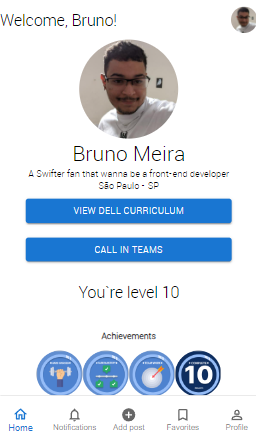 Welcome, Bruno!
Bruno Meira
A Swifter fan that wanna be a front-end developer
São Paulo - SP
VIEW DELL CURRICULUM
CALL IN TEAMS
You`re level 10
Achievements
10
Home
Notifications
Add post
Favorites
Profile